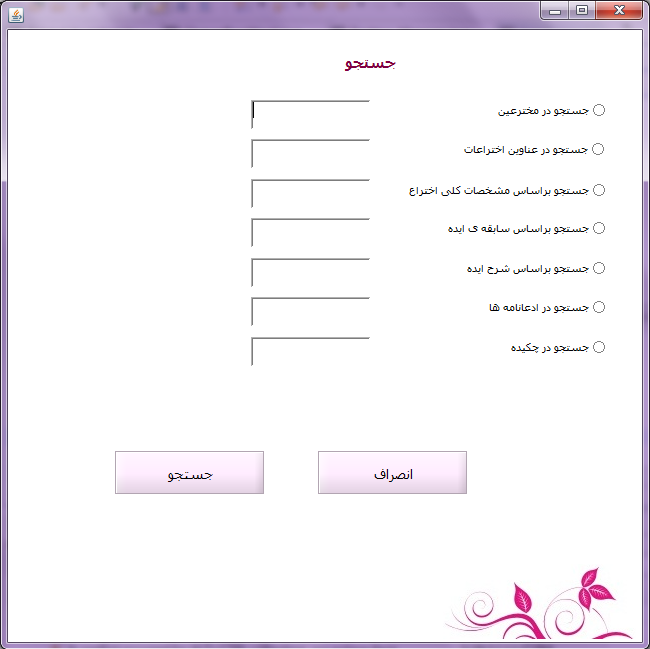 جستجو
جستجو در مخترعین
جستجو در عناوین اختراعات
جستجو براساس مشخصات کلی اختراع
جستجو براساس سابقه ی ایده
جستجو براساس شرح ایده
جستجو در ادعانامه ها
جستجو در چکیده
انصراف
جستجو